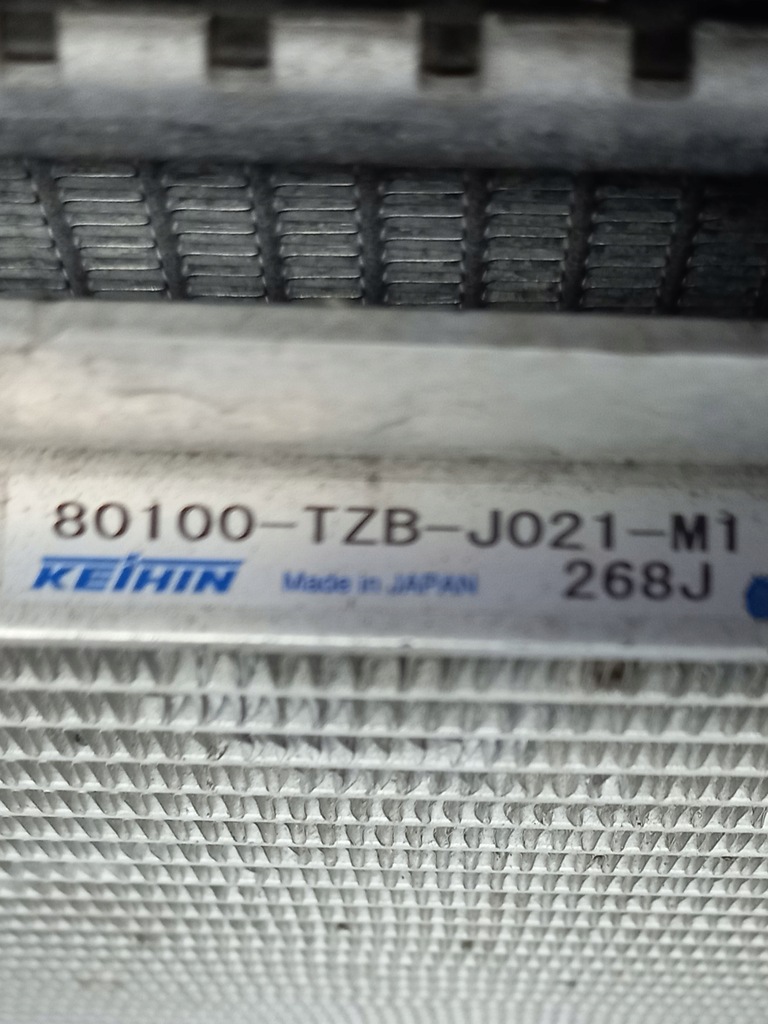 80100-TZB-J021-M1
KEIHIN Made in JAPAN 268J